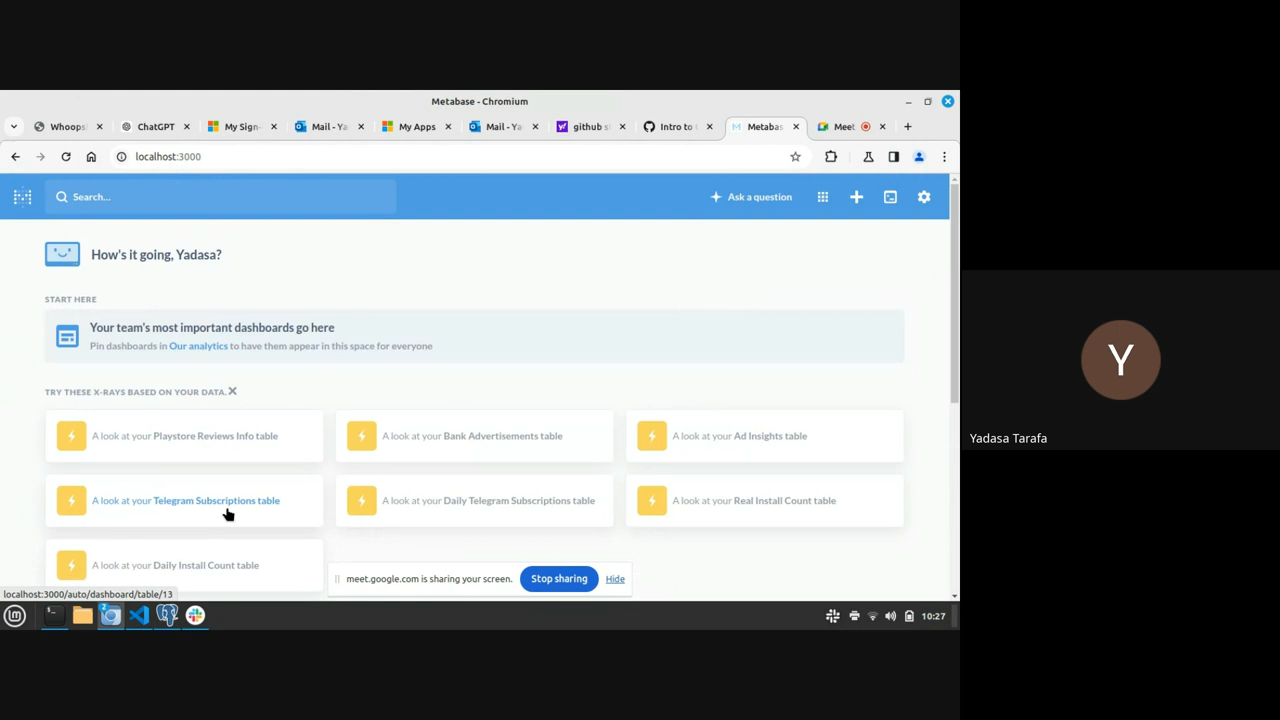 Metabase - Chromium
Whoops!
ChatGPT
My Sign-
Mail - Ya
My Apps
Mail - Ya
github s
Intro to
Metabas
Meet
localhost:3000
Search...
Ask a question
How's it going, Yadasa?
START HERE
Your team's most important dashboards go here
Pin dashboards in Our analytics to have them appear in this space for everyone
TRY THESE X-RAYS BASED ON YOUR DATA.
A look at your Playstore Reviews Info table
A look at your Bank Advertisements table
A look at your Ad Insights table
A look at your Telegram Subscriptions table
A look at your Daily Telegram Subscriptions table
A look at your Real Install Count table
A look at your Daily Install Count table
meet.google.com is sharing your screen.
Stop sharing
Hide
localhost:3000/auto/dashboard/table/13
2
10:27
Y
Yadasa Tarafa